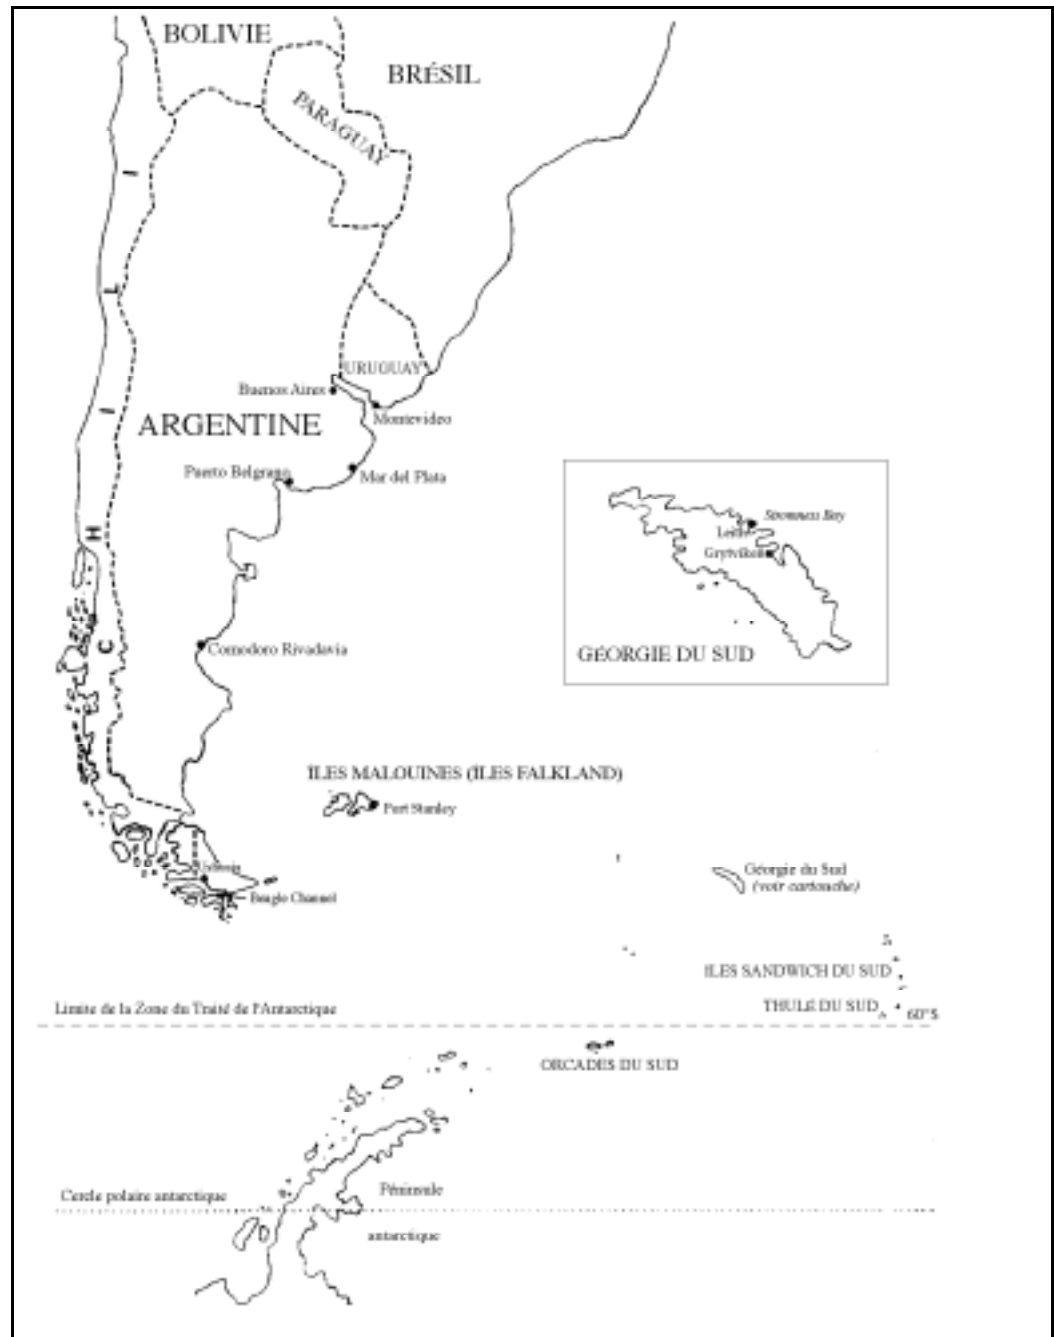 BOLIVIE
BRÉSIL
PARAGUAY
CHILI
URUGUAY
Buenos Aires
Montevideo
ARGENTINE
Puerto Belgrano
Mar del Plata
Stromness Bay
Leith
Grytviken
GÉORGIE DU SUD
Comodoro Rivadavia
ÎLES MALOUINES (ÎLES FALKLAND)
Port Stanley
Ushuaia
Beagle Channel
Géorgie du Sud
(voir cartouche)
ÎLES SANDWICH DU SUD
THULÉ DU SUD
60° S
Limite de la Zone du Traité de l'Antarctique
ORCADES DU SUD
Cercle polaire antarctique
Péninsule
antarctique